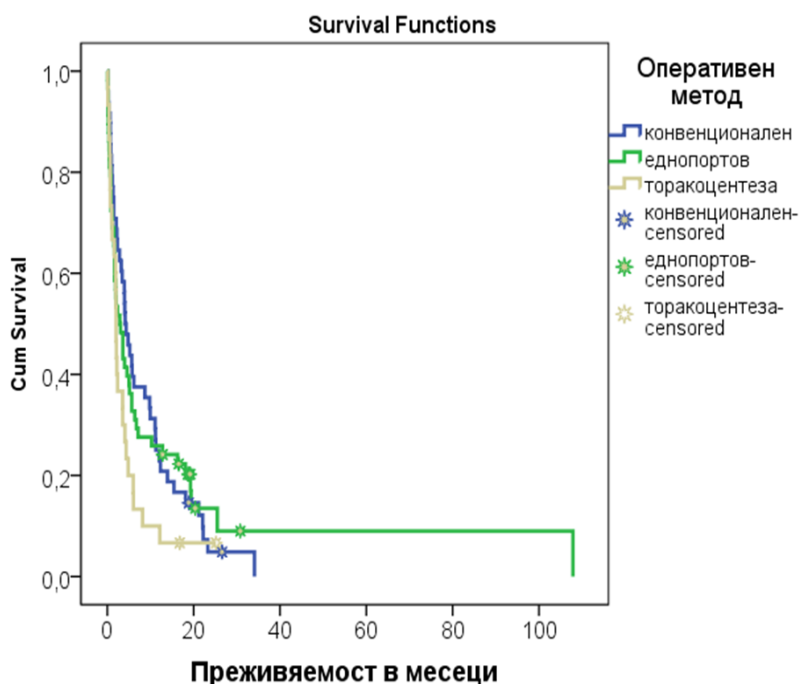 Survival Functions
1,0
0,8
0,6
0,4
0,2
0,0
Cum Survival
0
20
40
60
80
100
Преживяемост в месеци
Оперативен
метод
конвенционален
еднопортов
торакоцентеза
конвенционален-
censored
еднопортов-
censored
торакоцентеза-
censored